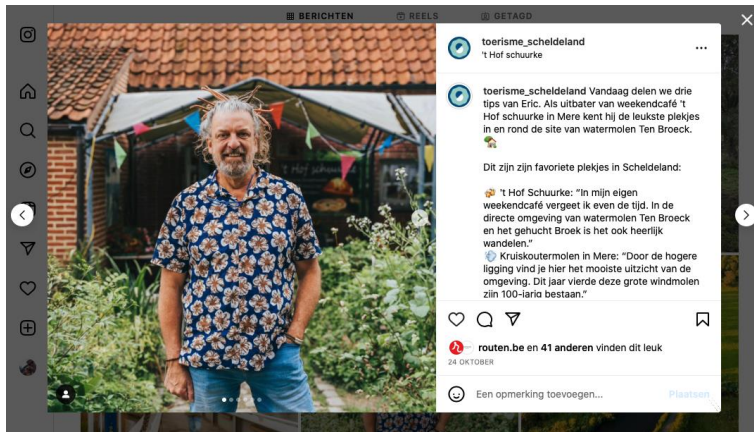 BERICHTEN
REELS
GETAGD
toerisme_scheldeland
't Hof schuurke
't Hof schuurke
toerisme_scheldeland Vandaag delen we drie
tips van Eric. Als uitbater van weekendcafé 't
Hof schuurke in Mere kent hij de leukste plekjes
in en rond de site van watermolen Ten Broeck.
🏡
Dit zijn zijn favoriete plekjes in Scheldeland:
🍻 't Hof Schuurke: “In mijn eigen
weekendcafé vergeet ik even de tijd. In de
directe omgeving van watermolen Ten Broeck
en het gehucht Broek is het ook heerlijk
wandelen.”
💨 Kruiskoutermolen in Mere: “Door de hogere
ligging vind je hier het mooiste uitzicht van de
omgeving. Dit jaar vierde deze grote windmolen
zijn 100-jarig bestaan.”
routen.be en 41 anderen vinden dit leuk
24 OKTOBER
Een opmerking toevoegen...
Plaatsen